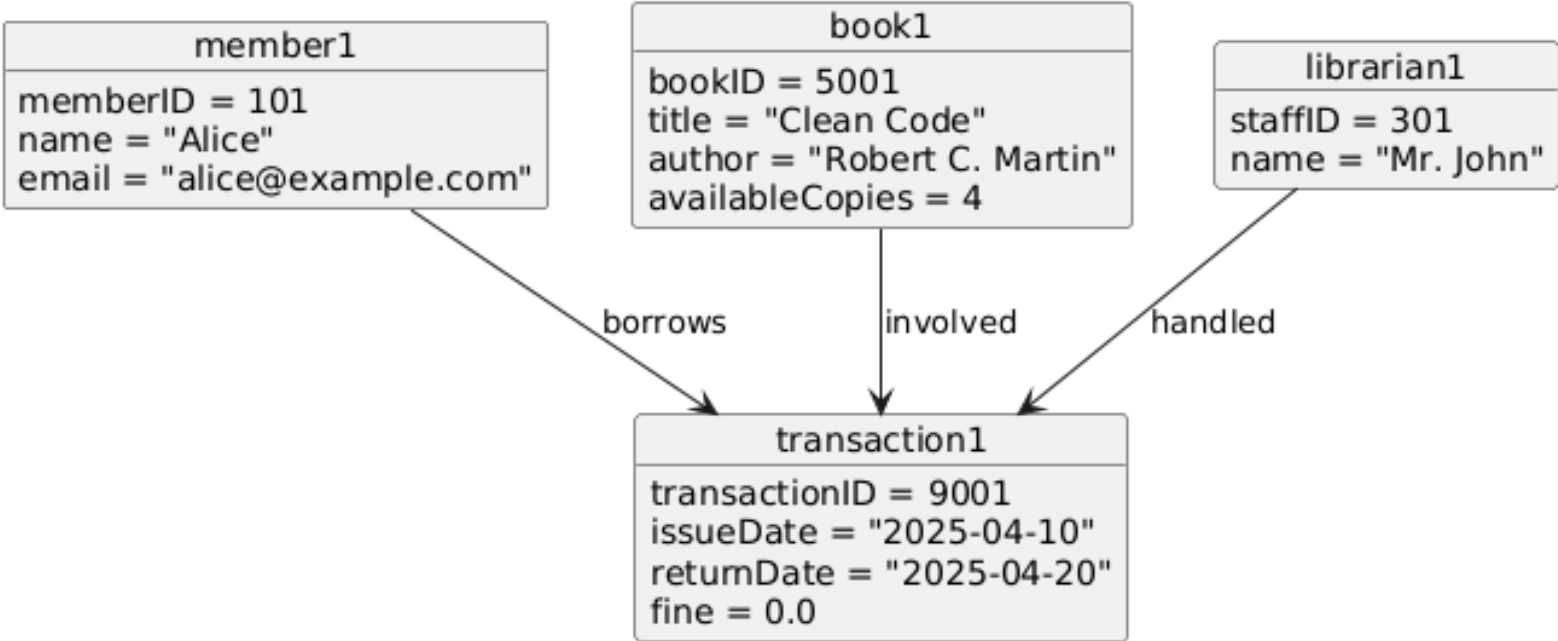 member1
memberID = 101
name = "Alice"
email = "alice@example.com"
book1
bookID = 5001
title = "Clean Code"
author = "Robert C. Martin"
availableCopies = 4
librarian1
staffID = 301
name = "Mr. John"
borrows
involved
handled
transaction1
transactionID = 9001
issueDate = "2025-04-10"
returnDate = "2025-04-20"
fine = 0.0